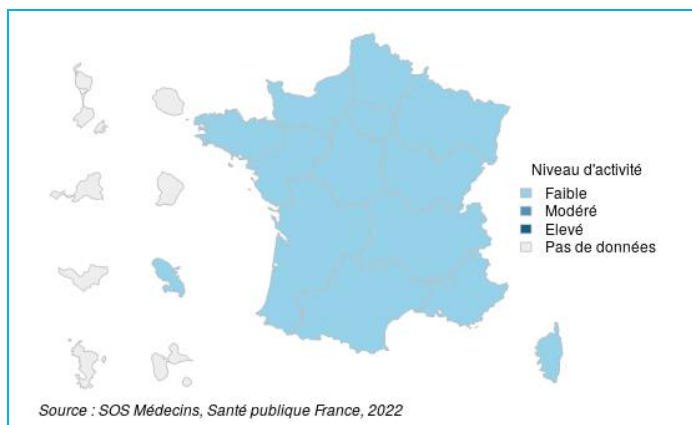 Niveau d'activité
Faible
Modéré
Elevé
Pas de données
Source : SOS Médecins, Santé publique France, 2022